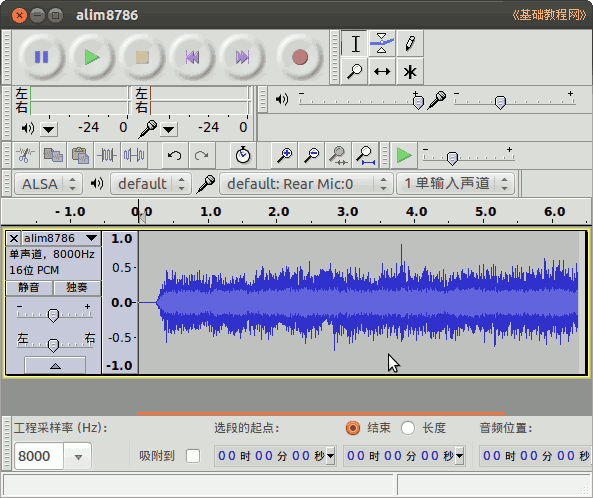 alim8786
《基础教程网》
左
右
-24 0
左
右
-24 0
ALSA default default: Rear Mic:0 1 单输入声道
- 1.0 0.0 1.0 2.0 3.0 4.0 5.0 6.0
alim8786
单声道, 8000Hz
16位 PCM
静音 独奏
左 右
1.0
0.5
0.0
-0.5
-1.0
工程采样率 (Hz): 选段的起点: 结束 长度 音频位置:
8000 吸附到 00 时 00 分 00 秒 00 时 00 分 00 秒 00 时 00 分 00 秒